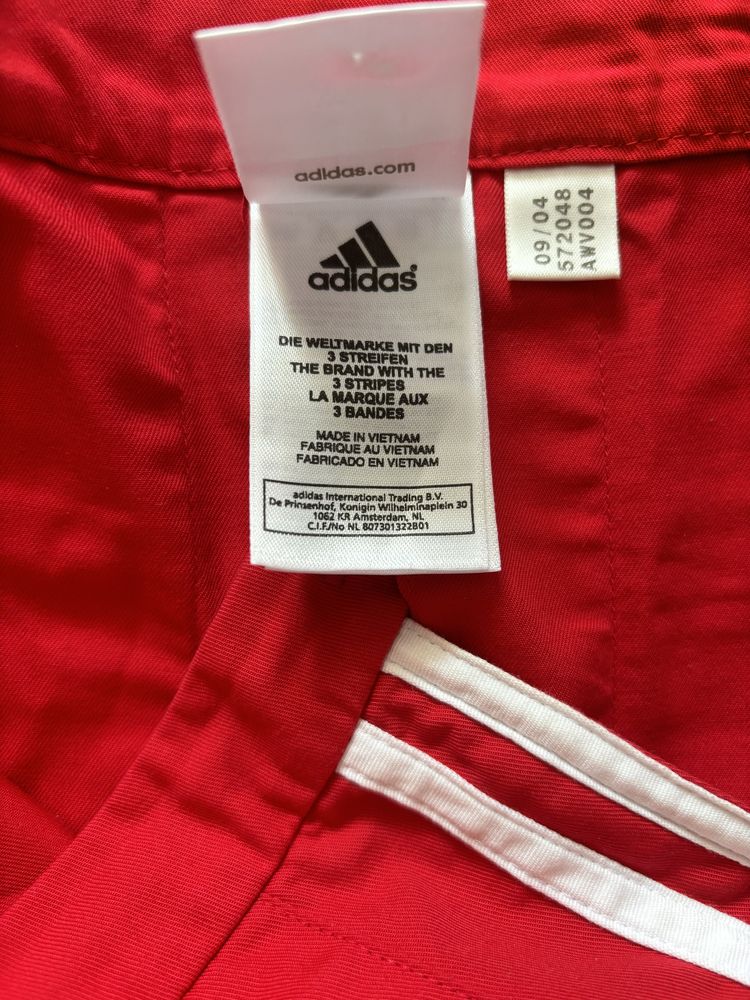 adidas.com
adidas
DIE WELTMARKE MIT DEN
3 STREIFEN
THE BRAND WITH THE
3 STRIPES
LA MARQUE AUX
3 BANDES
MADE IN VIETNAM
FABRIQUE AU VIETNAM
FABRICADO EN VIETNAM
adidas International Trading B.V.
De Prinsenhof, Konigin Wilhelminaplein 30
1062 KR Amsterdam, NL
C.I.F./No NL 807301322B01
09/04
572048
AWV004